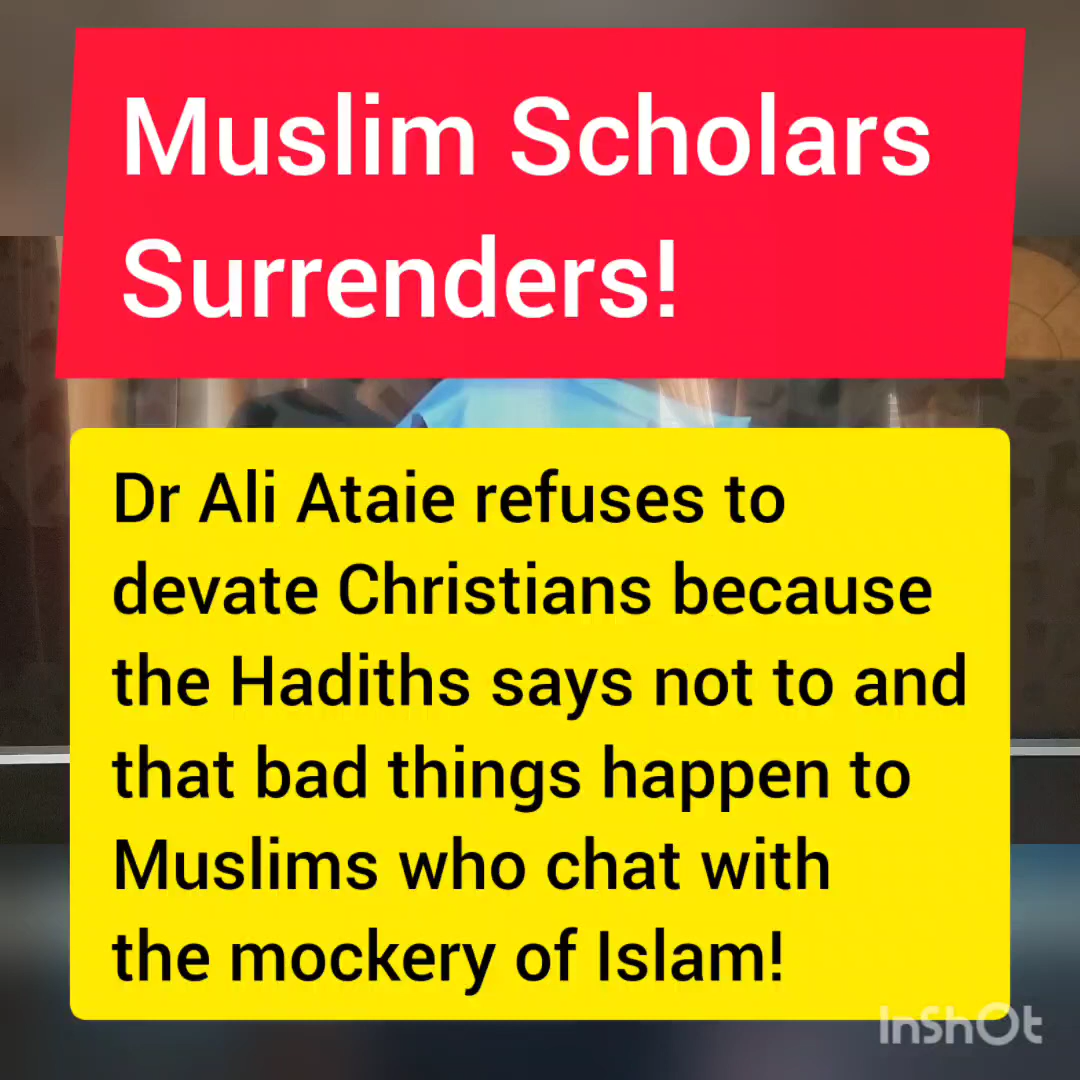 Muslim Scholars
Surrenders!
Dr Ali Ataie refuses to
devate Christians because
the Hadiths says not to and
that bad things happen to
Muslims who chat with
the mockery of Islam!
InShOt